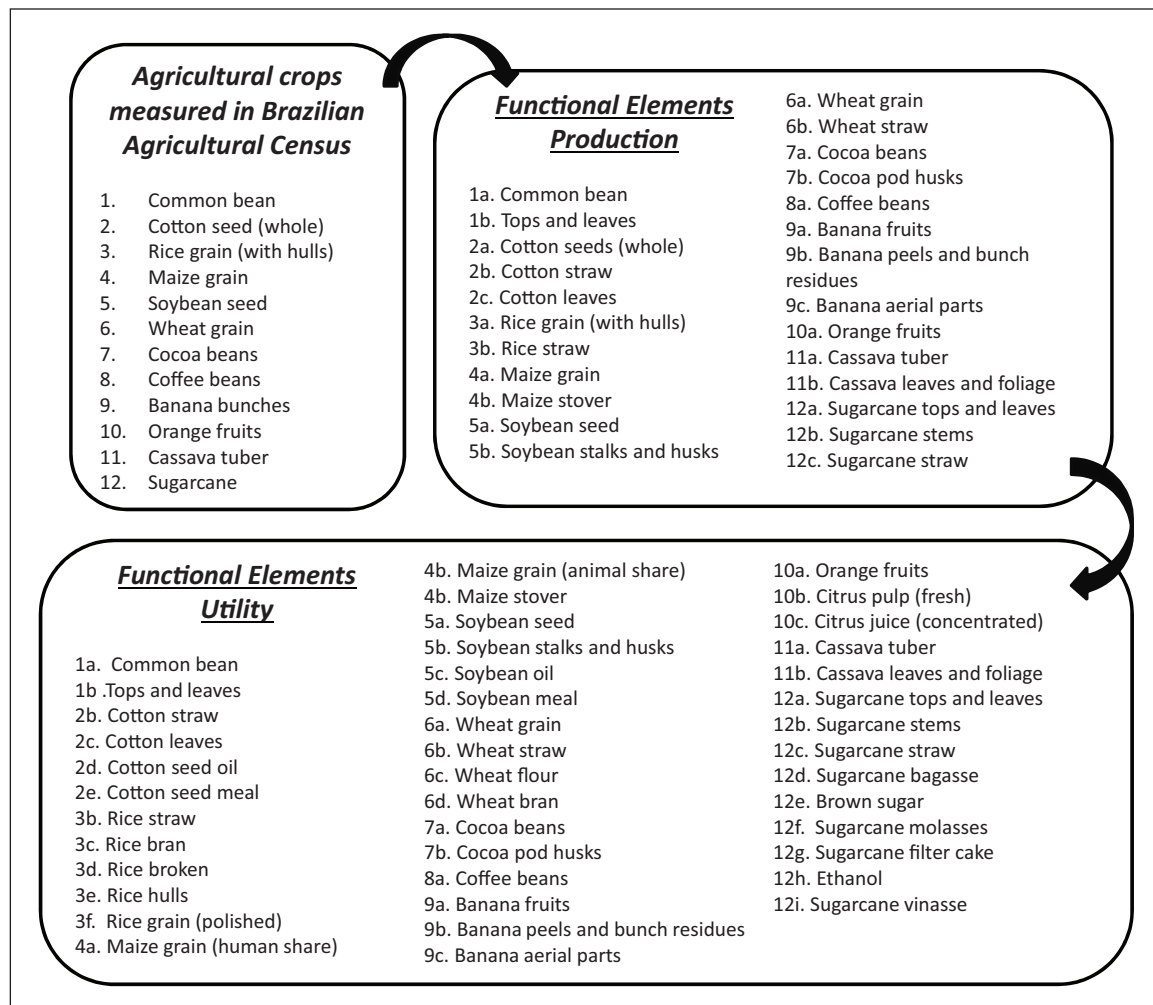 Agricultural crops
measured in Brazilian
Agricultural Census
1. Common bean
2. Cotton seed (whole)
3. Rice grain (with hulls)
4. Maize grain
5. Soybean seed
6. Wheat grain
7. Cocoa beans
8. Coffee beans
9. Banana bunches
10. Orange fruits
11. Cassava tuber
12. Sugarcane
Functional Elements
Production
1a. Common bean
1b. Tops and leaves
2a. Cotton seeds (whole)
2b. Cotton straw
2c. Cotton leaves
3a. Rice grain (with hulls)
3b. Rice straw
4a. Maize grain
4b. Maize stover
5a. Soybean seed
5b. Soybean stalks and husks
6a. Wheat grain
6b. Wheat straw
7a. Cocoa beans
7b. Cocoa pod husks
8a. Coffee beans
9a. Banana fruits
9b. Banana peels and bunch
residues
9c. Banana aerial parts
10a. Orange fruits
11a. Cassava tuber
11b. Cassava leaves and foliage
12a. Sugarcane tops and leaves
12b. Sugarcane stems
12c. Sugarcane straw
Functional Elements
Utility
1a. Common bean
1b .Tops and leaves
2b. Cotton straw
2c. Cotton leaves
2d. Cotton seed oil
2e. Cotton seed meal
3b. Rice straw
3c. Rice bran
3d. Rice broken
3e. Rice hulls
3f. Rice grain (polished)
4a. Maize grain (human share)
4b. Maize grain (animal share)
4b. Maize stover
5a. Soybean seed
5b. Soybean stalks and husks
5c. Soybean oil
5d. Soybean meal
6a. Wheat grain
6b. Wheat straw
6c. Wheat flour
6d. Wheat bran
7a. Cocoa beans
7b. Cocoa pod husks
8a. Coffee beans
9a. Banana fruits
9b. Banana peels and bunch residues
9c. Banana aerial parts
10a. Orange fruits
10b. Citrus pulp (fresh)
10c. Citrus juice (concentrated)
11a. Cassava tuber
11b. Cassava leaves and foliage
12a. Sugarcane tops and leaves
12b. Sugarcane stems
12c. Sugarcane straw
12d. Sugarcane bagasse
12e. Brown sugar
12f. Sugarcane molasses
12g. Sugarcane filter cake
12h. Ethanol
12i. Sugarcane vinasse